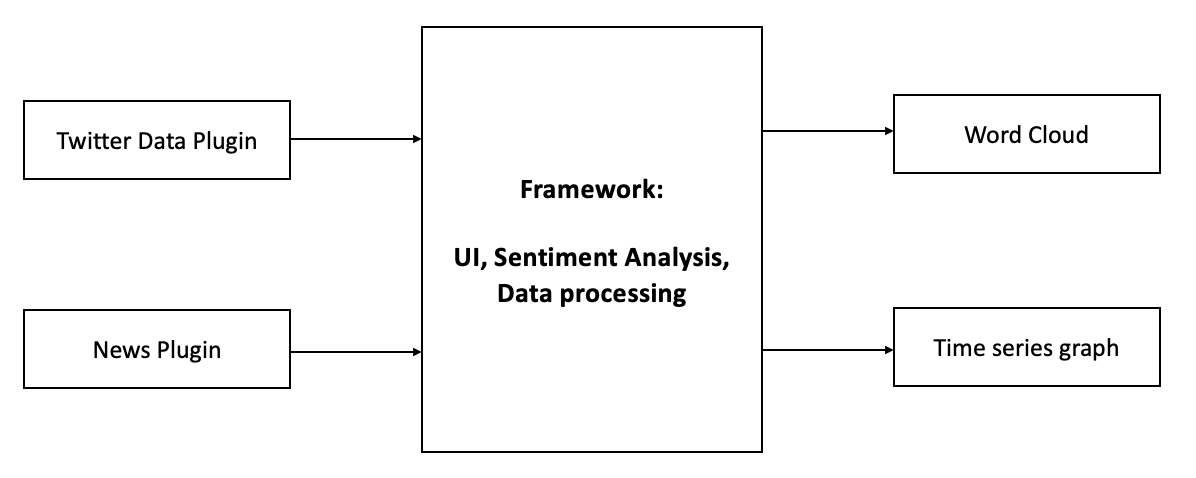 Twitter Data Plugin
News Plugin
Framework:
UI, Sentiment Analysis,
Data processing
Word Cloud
Time series graph